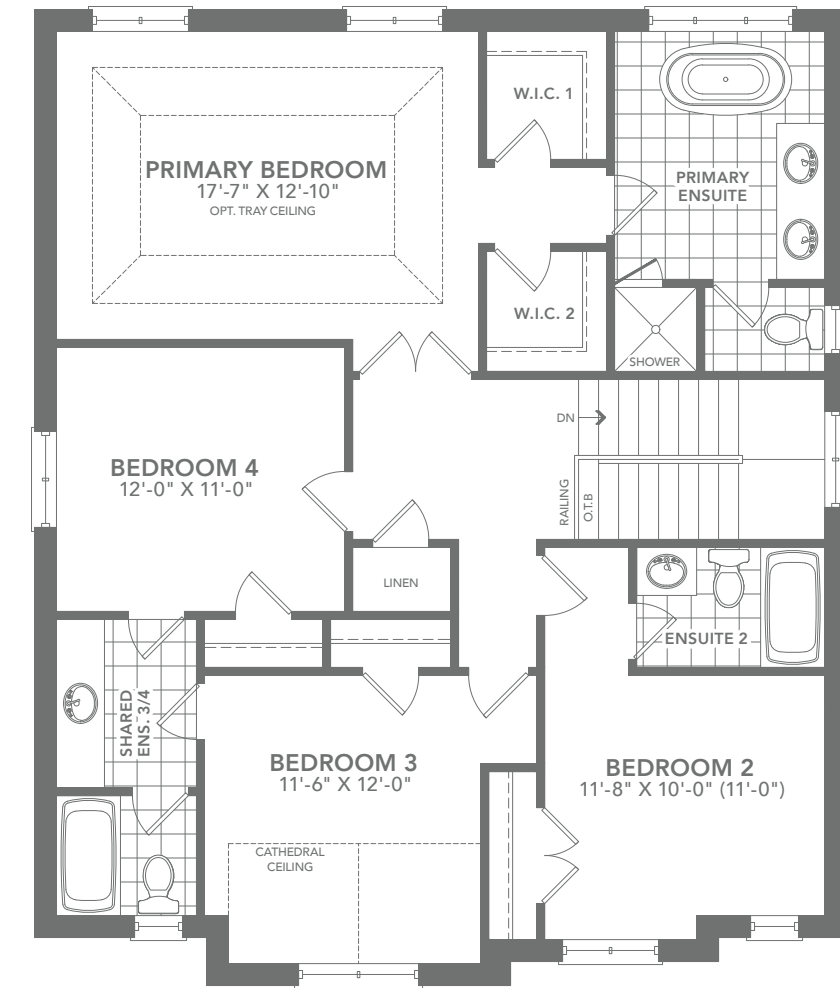 W.I.C. 1
PRIMARY BEDROOM
17'-7" X 12'-10"
OPT. TRAY CEILING
PRIMARY
ENSUITE
W.I.C. 2
SHOWER
DN
BEDROOM 4
12'-0" X 11'-0"
RAILING
O.T.B
LINEN
ENSUITE 2
SHARED
ENS. 3/4
BEDROOM 3
11'-6" X 12'-0"
BEDROOM 2
11'-8" X 10'-0" (11'-0")
CATHEDRAL
CEILING